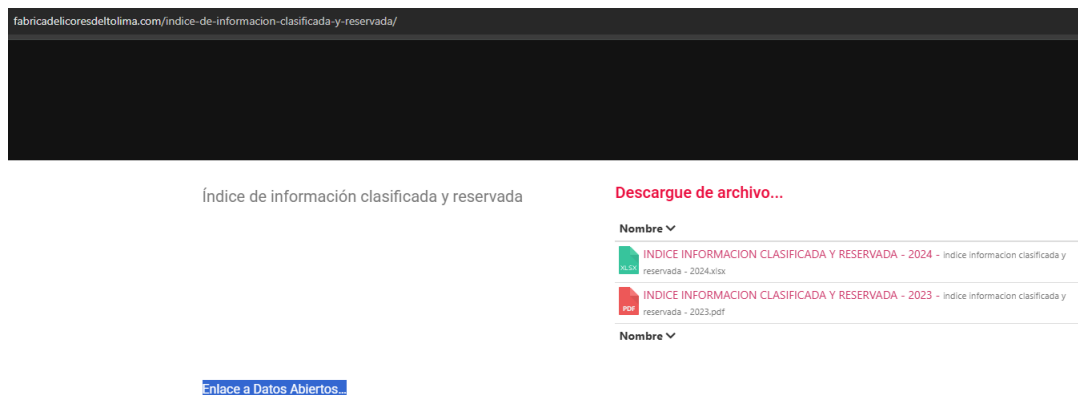 fabricadelicoresdeltolima.com/indice-de-informacion-clasificada-y-reservada/
Índice de información clasificada y reservada
Descargue de archivo...
Nombre
XLSX
INDICE INFORMACION CLASIFICADA Y RESERVADA - 2024 - indice informacion clasificada y
reservada - 2024.xlsx
PDF
INDICE INFORMACION CLASIFICADA Y RESERVADA - 2023 - indice informacion clasificada y
reservada - 2023.pdf
Nombre
Enlace a Datos Abiertos...